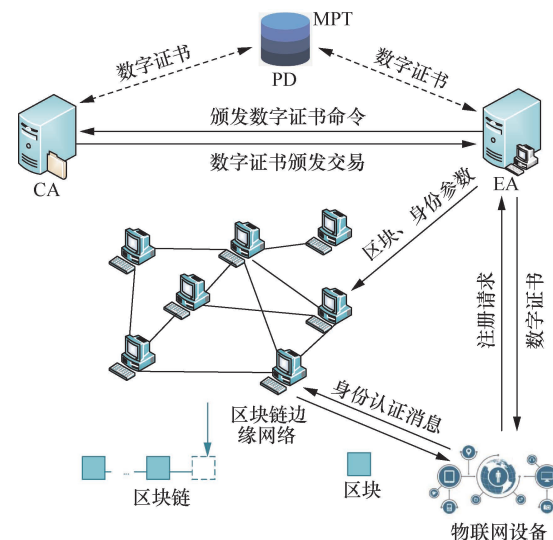 MPT
PD
数字证书
数字证书
颁发数字证书命令
数字证书颁发交易
CA
EA
区块、身份参数
注册请求
数字证书
身份认证消息
区块链边
缘网络
...
区块链
区块
物联网设备